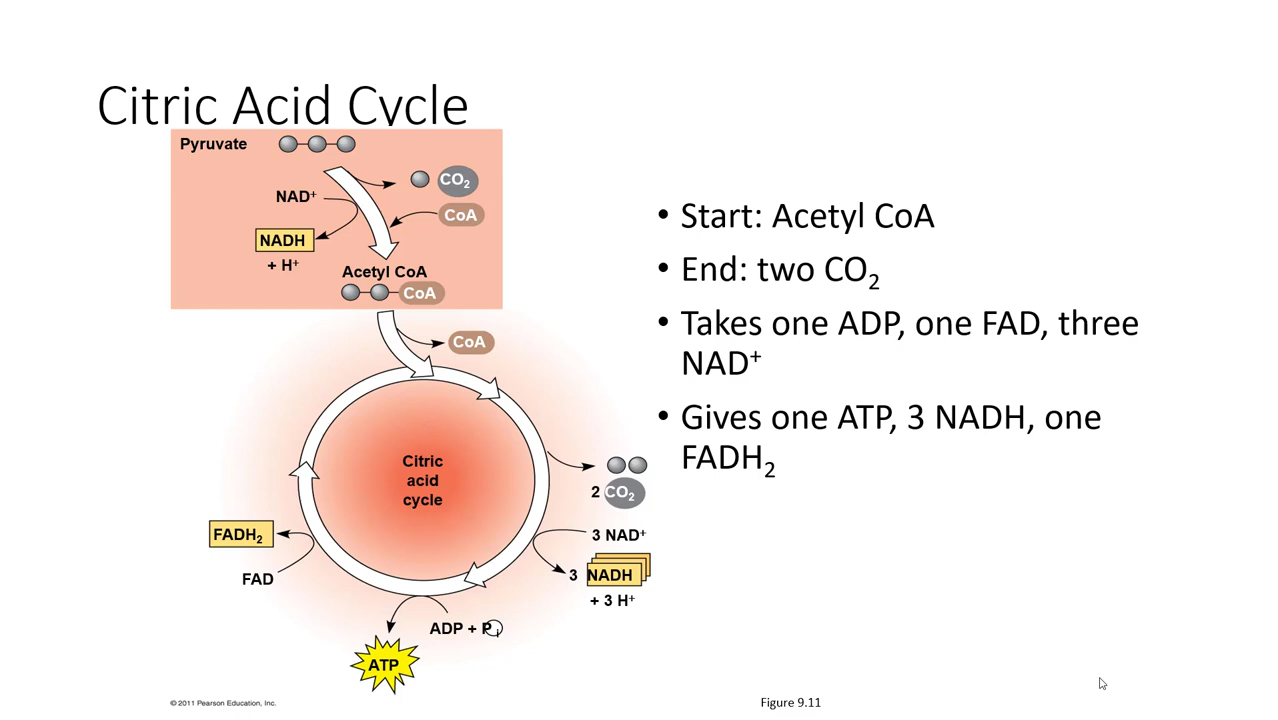 Citric Acid Cycle
Pyruvate
CO₂
NAD⁺
CoA
NADH
+ H⁺
Acetyl CoA
CoA
CoA
Citric
acid
cycle
2 CO₂
3 NAD⁺
FADH₂
3 NADH
FAD
+ 3 H⁺
ADP + P i
ATP
© 2011 Pearson Education, Inc.
• Start: Acetyl CoA
• End: two CO₂
• Takes one ADP, one FAD, three
NAD⁺
• Gives one ATP, 3 NADH, one
FADH₂
Figure 9.11